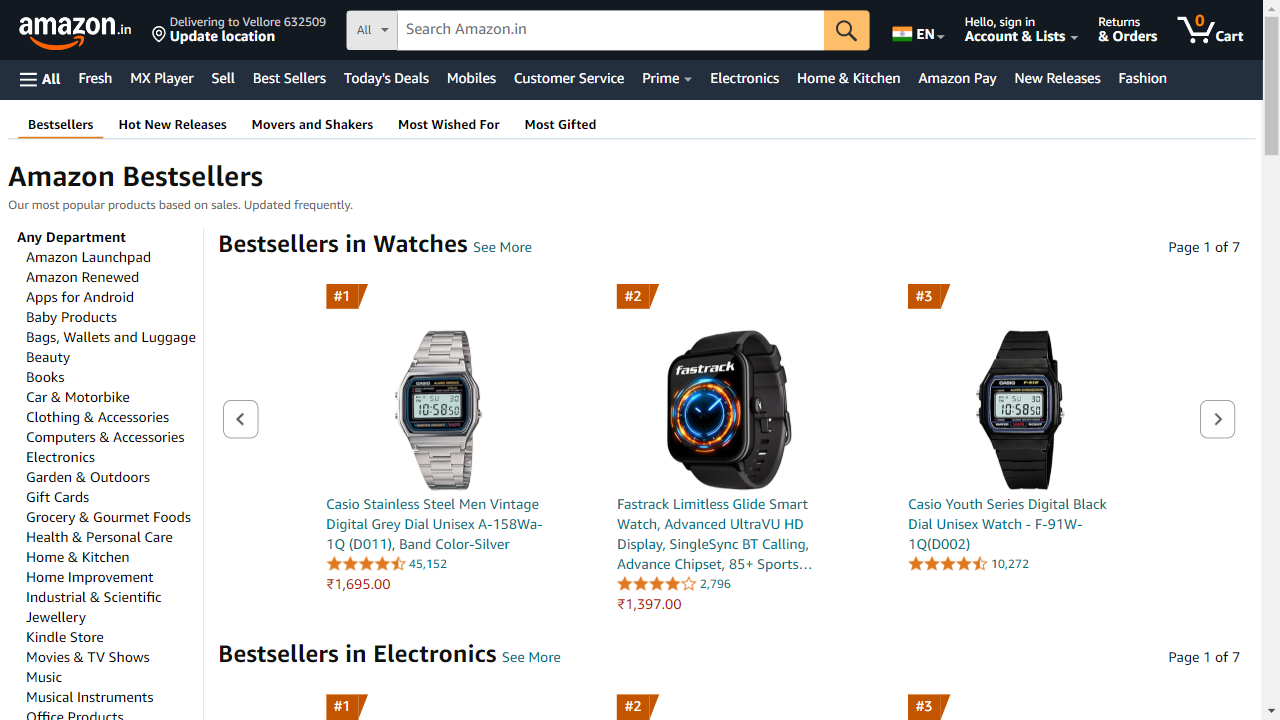 amazon.in
Delivering to Vellore 632509
Update location
All
Search Amazon.in
EN
Hello, sign in
Account & Lists
Returns
& Orders
0
Cart
All Fresh MX Player Sell Best Sellers Today's Deals Mobiles Customer Service Prime Electronics Home & Kitchen Amazon Pay New Releases Fashion
Bestsellers Hot New Releases Movers and Shakers Most Wished For Most Gifted
Amazon Bestsellers
Our most popular products based on sales. Updated frequently.
Any Department
Amazon Launchpad
Amazon Renewed
Apps for Android
Baby Products
Bags, Wallets and Luggage
Beauty
Books
Car & Motorbike
Clothing & Accessories
Computers & Accessories
Electronics
Garden & Outdoors
Gift Cards
Grocery & Gourmet Foods
Health & Personal Care
Home & Kitchen
Home Improvement
Industrial & Scientific
Jewellery
Kindle Store
Movies & TV Shows
Music
Musical Instruments
Office Products
Bestsellers in Watches See More
Page 1 of 7
#1
CASIO
10:58 50
Casio Stainless Steel Men Vintage
Digital Grey Dial Unisex A-158Wa-
1Q (D011), Band Color-Silver
45,152
₹1,695.00
#2
fastrack
Fastrack Limitless Glide Smart
Watch, Advanced UltraVU HD
Display, SingleSync BT Calling,
Advance Chipset, 85+ Sports…
2,796
₹1,397.00
#3
CASIO F-91W
10:58 50
Casio Youth Series Digital Black
Dial Unisex Watch - F-91W-
1Q(D002)
10,272
Bestsellers in Electronics See More
Page 1 of 7
#1
#2
#3